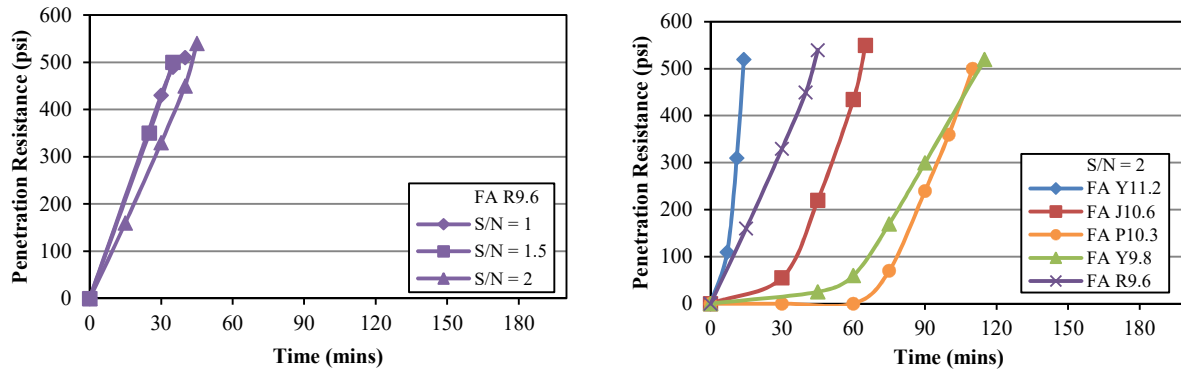 600
500
400
300
200
100
0
0 30 60 90 120 150 180
Penetration Resistance (psi)
Time (mins)
FA R9.6
S/N = 1
S/N = 1.5
S/N = 2
600
500
400
300
200
100
0
0 30 60 90 120 150 180
Penetration Resistance (psi)
Time (mins)
S/N = 2
FA Y11.2
FA J10.6
FA P10.3
FA Y9.8
FA R9.6